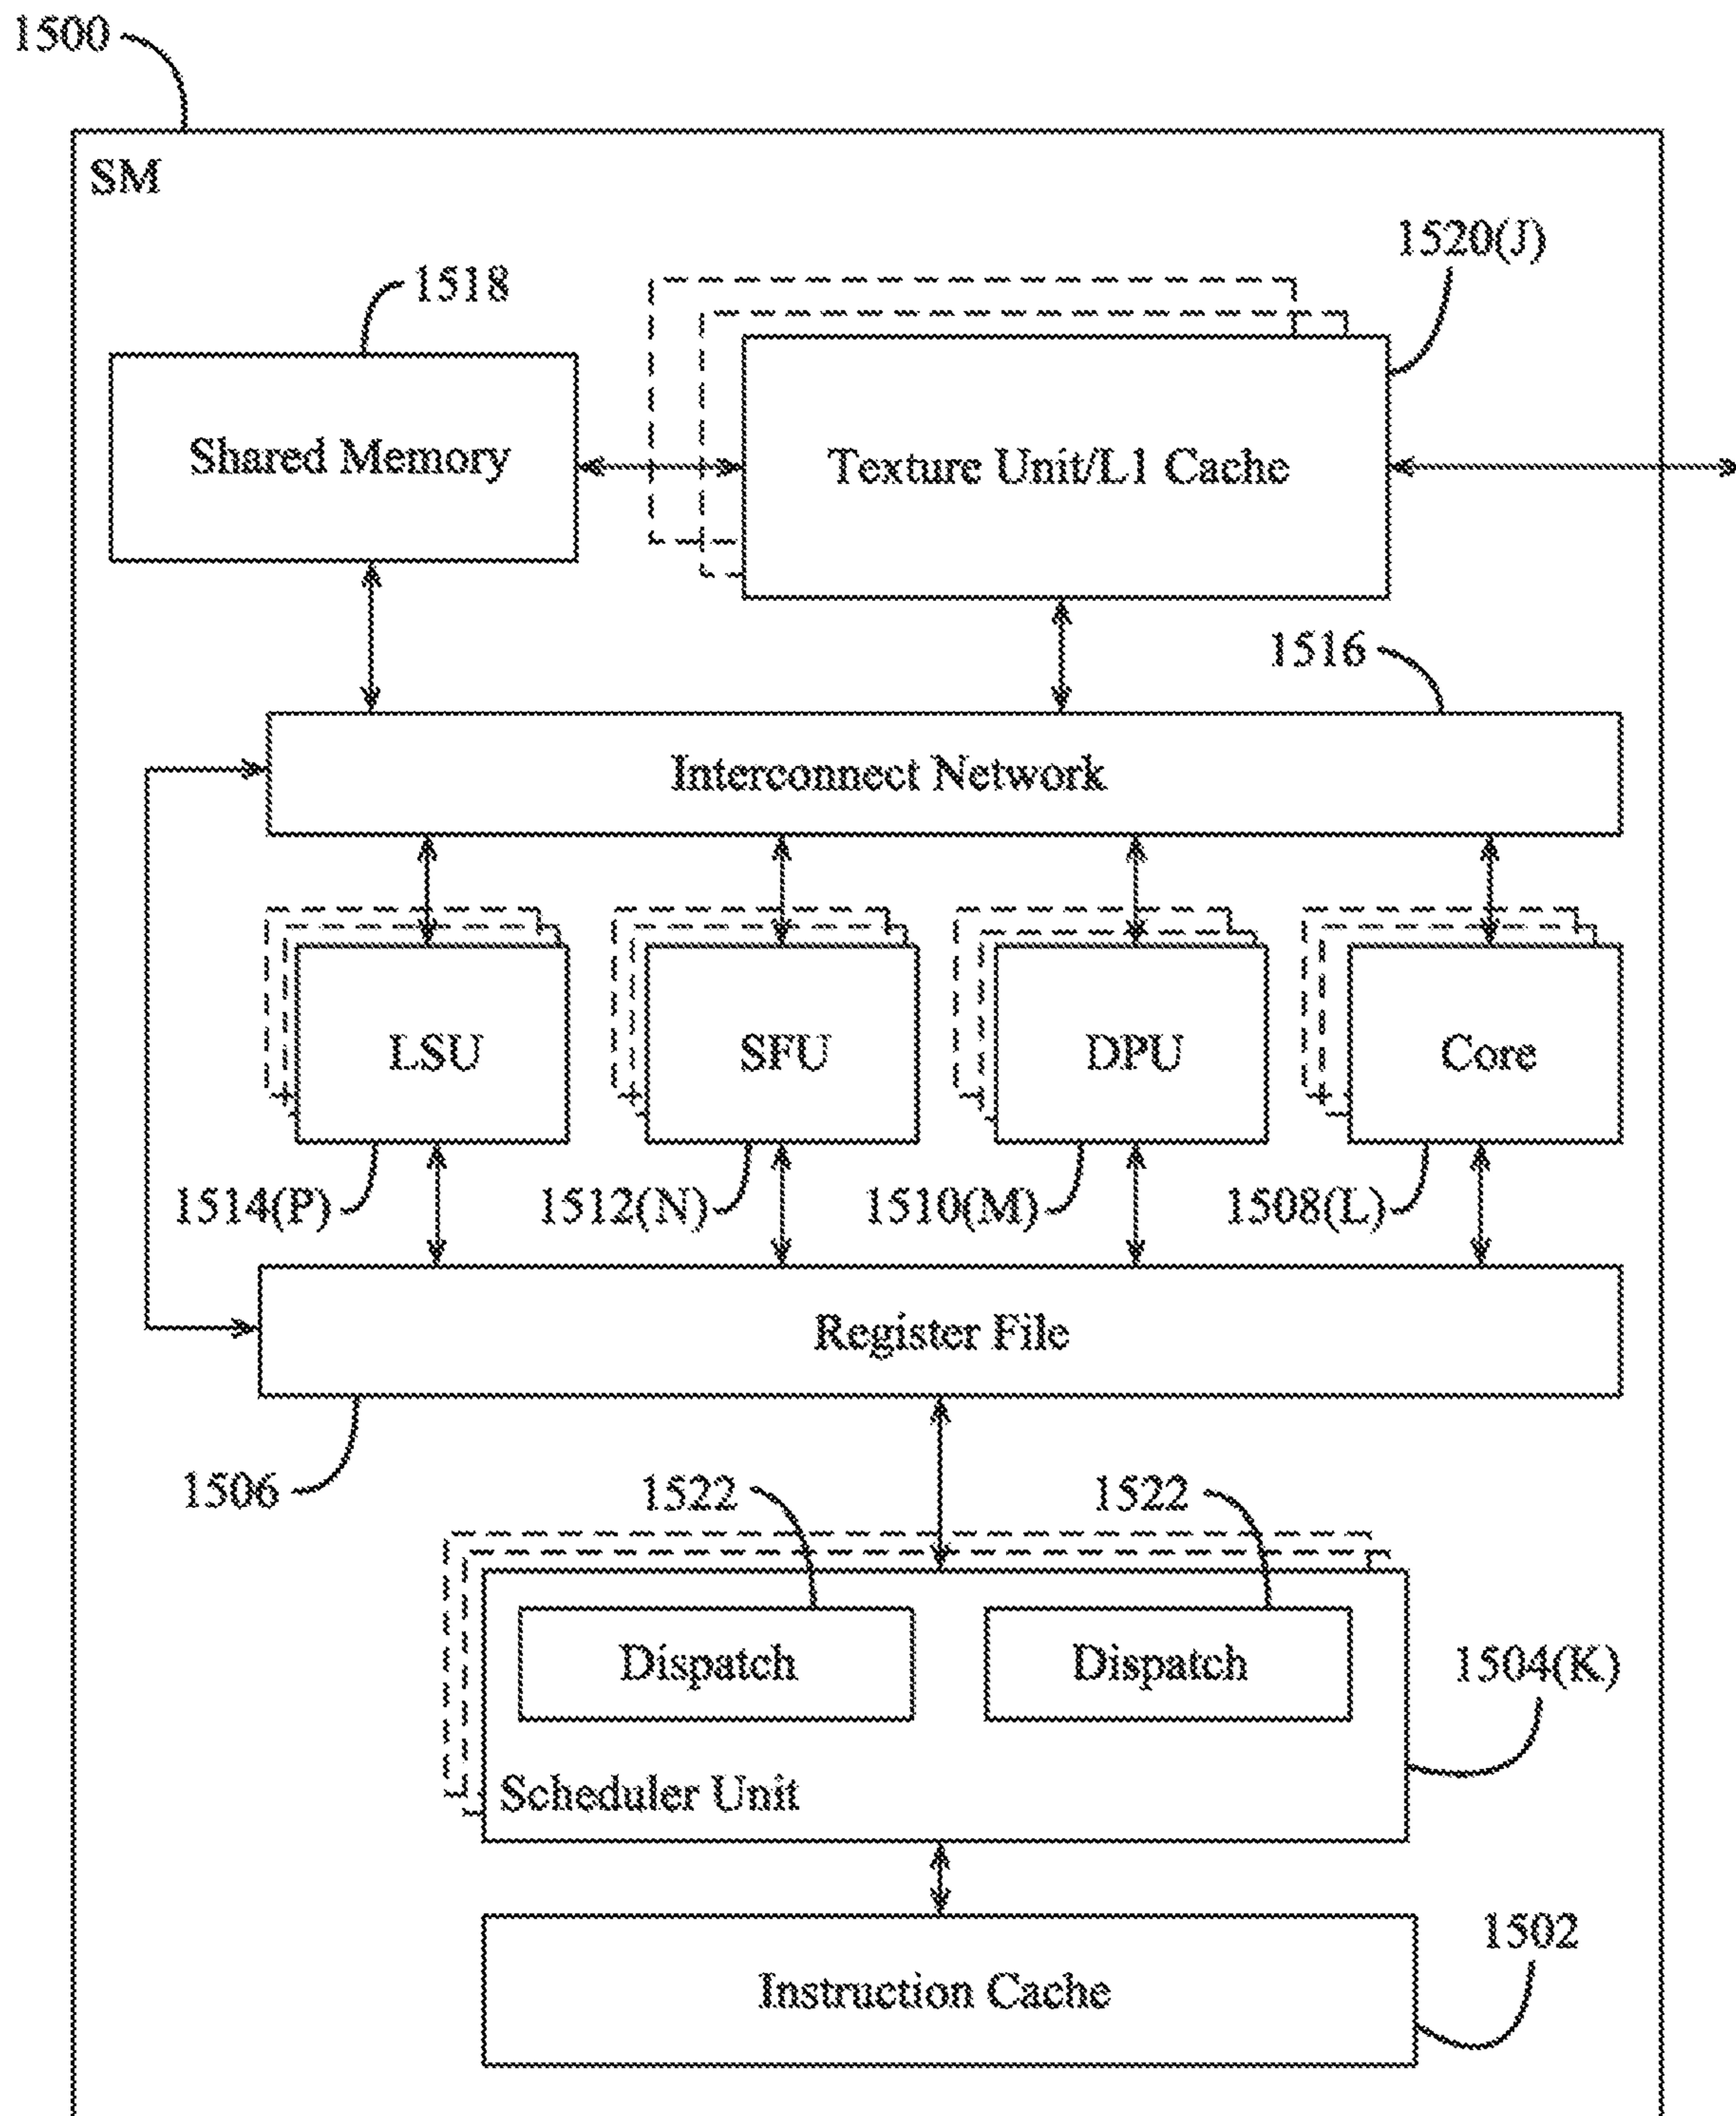 1500
SM
1520(J)
1518
Shared Memory
Texture Unit/L1 Cache
1516
Interconnect Network
LSU
SFU
DPU
Core
1514(P)
1512(N)
1510(M)
1508(L)
Register File
1506
1522
1522
Dispatch
Dispatch
1504(K)
Scheduler Unit
1502
Instruction Cache